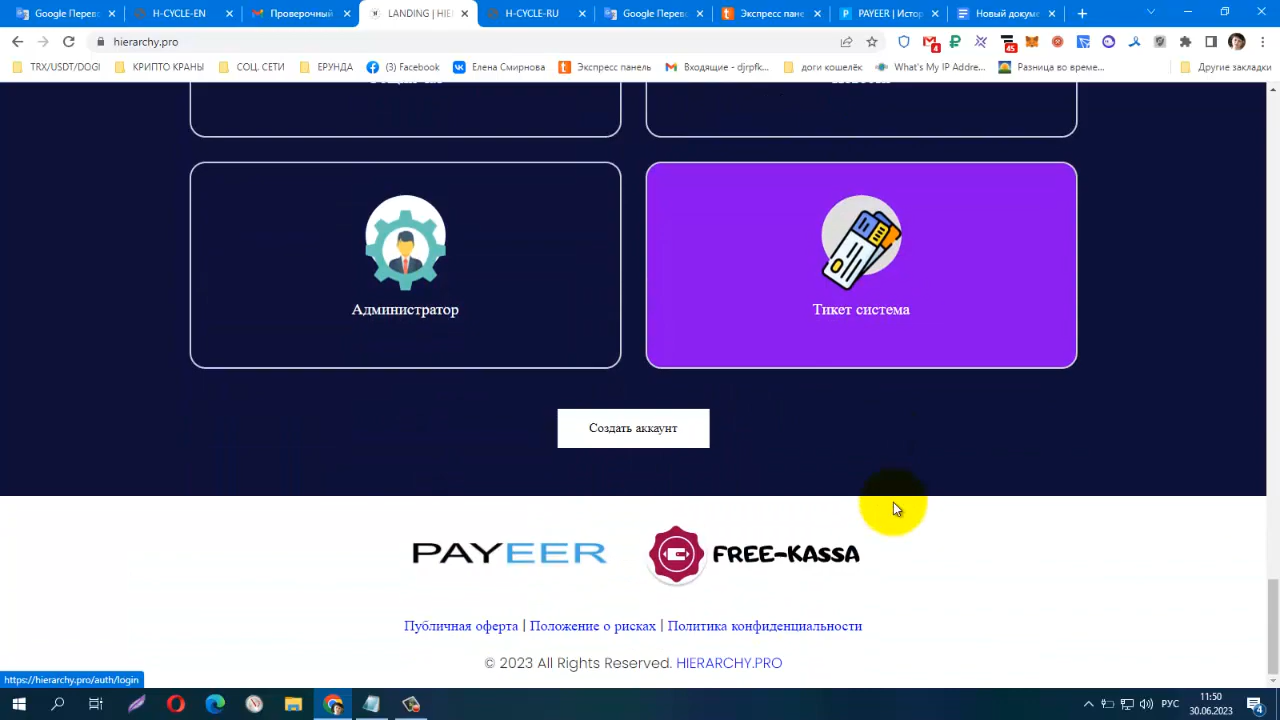 Google Перев
H-CYCLE-EN
Проверочный
LANDING | HIE
H-CYCLE-RU
Google Перев
Экспресс пане
PAYEER | Истор
Новый докуме
hierarchy.pro
4
45
TRX/USDT/DOGI
КРИПТО КРАНЫ
СОЦ. СЕТИ
ЕРУНДА
(3) Facebook
Елена Смирнова
Экспресс панель
Входящие - djrpfk...
доги кошелёк
What's My IP Addre...
Разница во време...
Другие закладки
Администратор
Тикет система
Создать аккаунт
PAYEER
FREE-KASSA
Публичная оферта | Положение о рисках | Политика конфиденциальности
© 2023 All Rights Reserved. HIERARCHY.PRO
https://hierarchy.pro/auth/login
РУС
11:50
30.06.2023
4